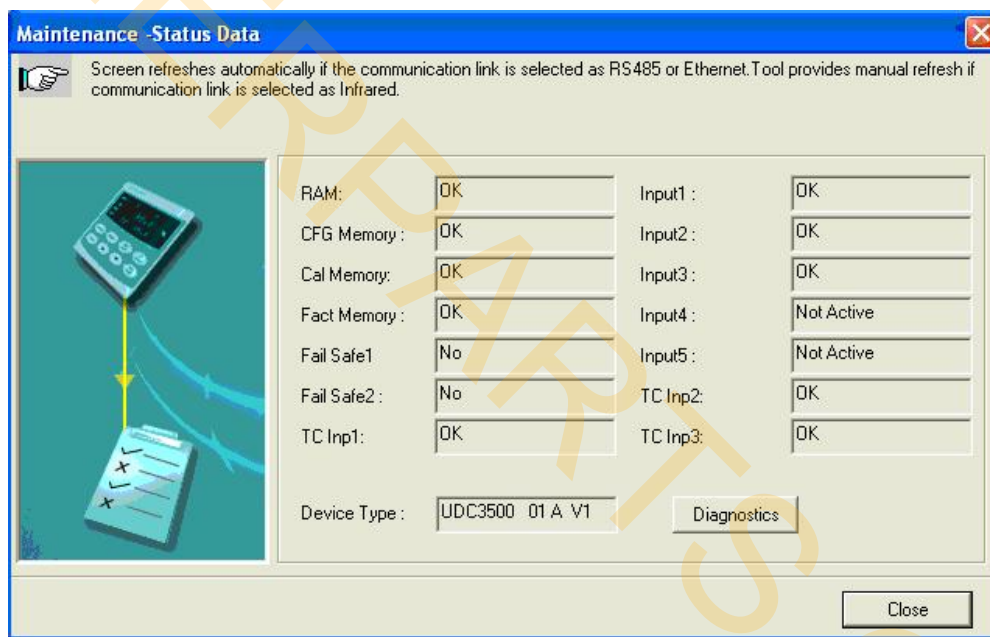 Maintenance -Status Data
Screen refreshes automatically if the communication link is selected as RS485 or Ethernet.Tool provides manual refresh if
communication link is selected as Infrared.
RAM: OK Input1 : OK
CFG Memory : OK Input2 : OK
Cal Memory: OK Input3 : OK
Fact Memory : OK Input4 : Not Active
Fail Safe1 No Input5 : Not Active
Fail Safe2 : No TC Inp2: OK
TC Inp1: OK TC Inp3: OK
Device Type : UDC3500 01 A V1 Diagnostics
Close
ERPARTS